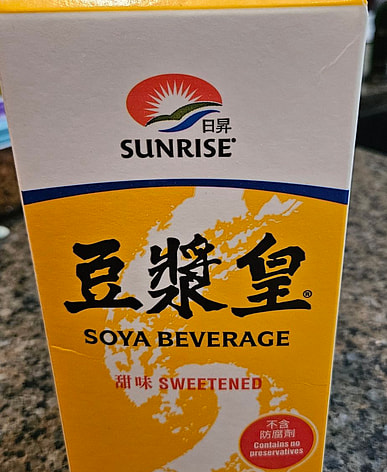 日昇
SUNRISE
豆漿皇®
SOYA BEVERAGE
甜味 SWEETENED
不含
防腐劑
Contains no
preservatives